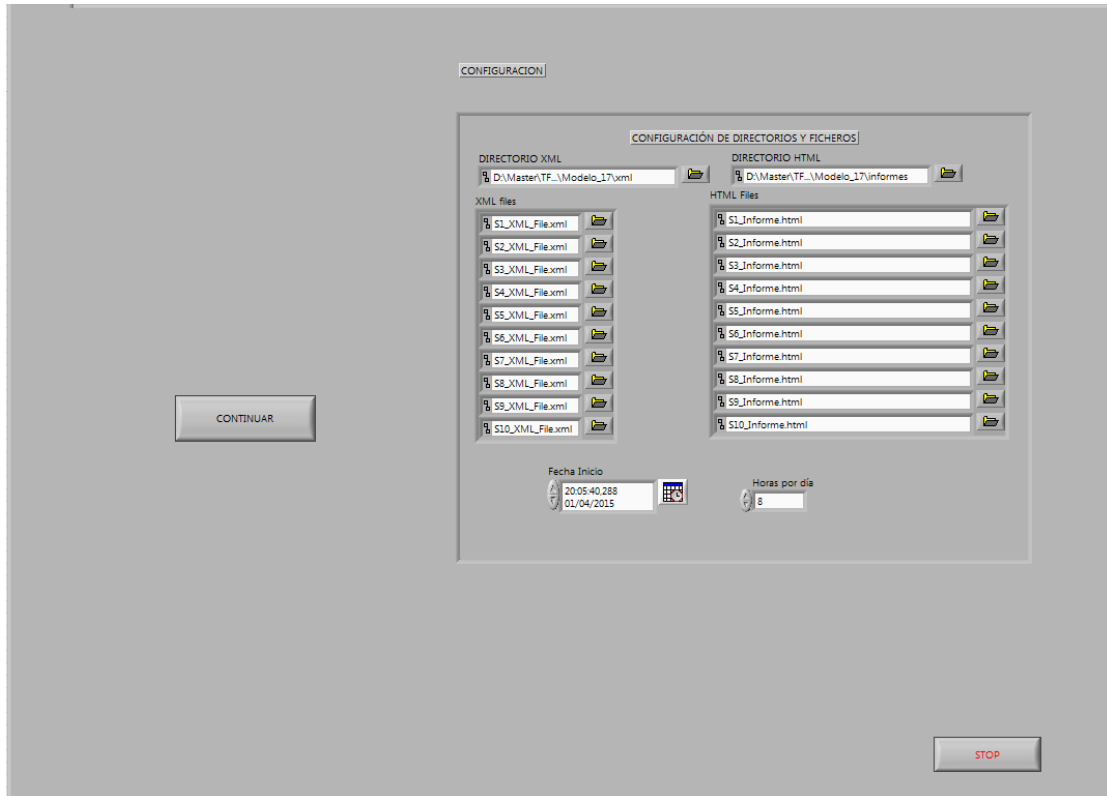 CONFIGURACION
CONFIGURACIÓN DE DIRECTORIOS Y FICHEROS
DIRECTORIO XML
D:\Master\TF...\Modelo_17\xml
DIRECTORIO HTML
D:\Master\TF...\Modelo_17\informes
XML files
S1_XML_File.xml
S2_XML_File.xml
S3_XML_File.xml
S4_XML_File.xml
S5_XML_File.xml
S6_XML_File.xml
S7_XML_File.xml
S8_XML_File.xml
S9_XML_File.xml
S10_XML_File.xml
HTML Files
S1_Informe.html
S2_Informe.html
S3_Informe.html
S4_Informe.html
S5_Informe.html
S6_Informe.html
S7_Informe.html
S8_Informe.html
S9_Informe.html
S10_Informe.html
CONTINUAR
Fecha Inicio
20:05:40,288
01/04/2015
Horas por día
8
STOP